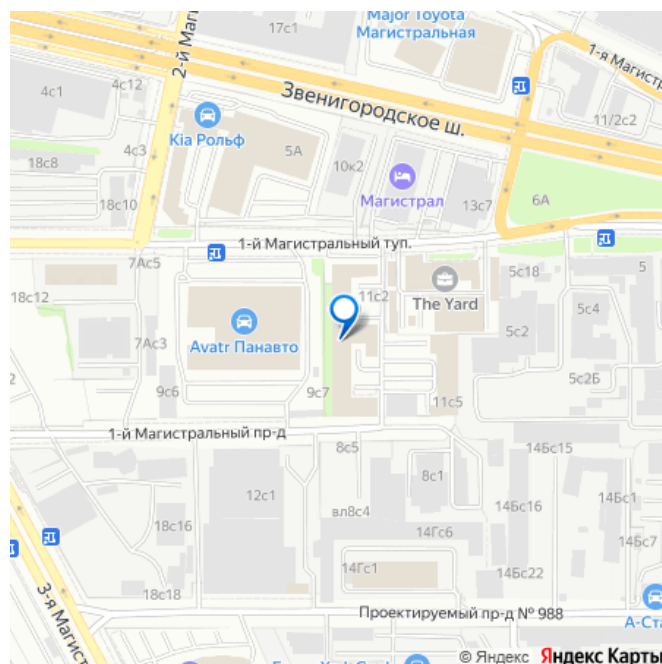 Major Toyota
Магистральная
17с1
2-й Маги
1-я Магистр
4с12
4с1
Звенигородское ш.
11/2с2
Kia Рольф
4с3
5А
10к2
18с8
Магистрал
13с7
18с10
6А
1-й Магистральный туп.
7Ас5
5с18
5
18с12
11с2
The Yard
5с4
7Ас3
Avatr Панавто
5с2
2
5с2Б
9с6
9с7
11с5
1-й Магистральный пр-д
8с5
14Бс15
8с1
12с1
14Бс16
14Бс1
вл8с4
18с16
14Гс6
14Бс7
14Гс1
14Бс22
18с18
3-я Магист
Проектируемый пр-д № 988
А-Ста
© Яндекс Яндекс Карты